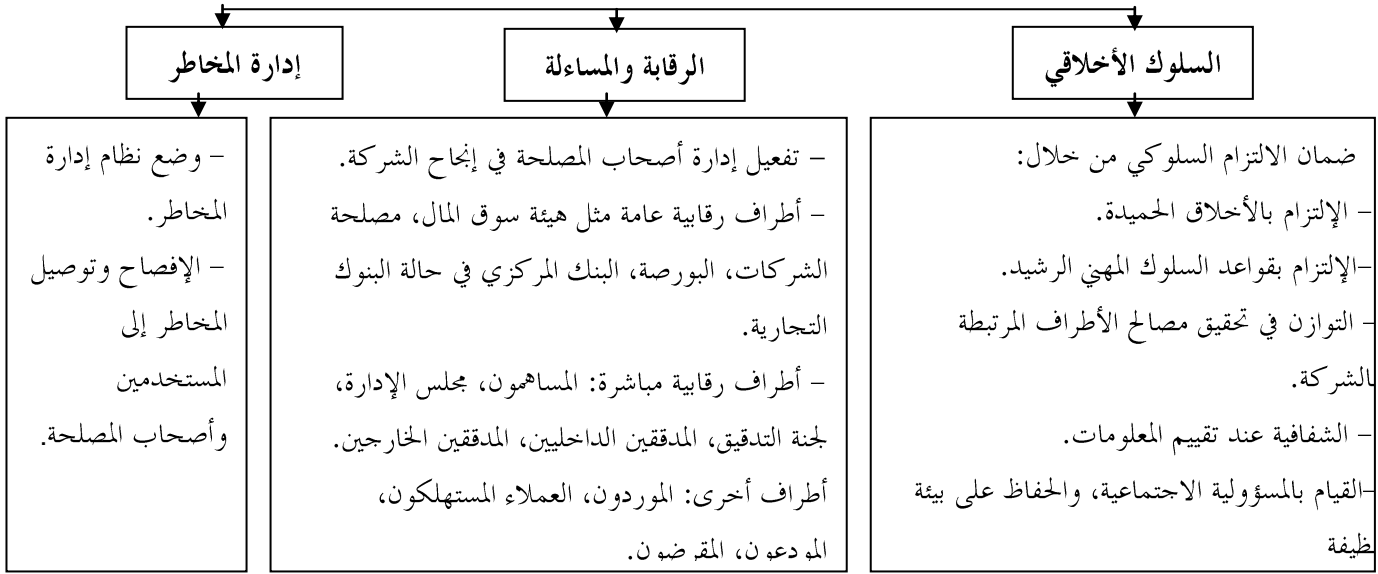 السلوك الأخلاقي
ضمان الالتزام السلوكي من خلال:
– الإلتزام بالأخلاق الحميدة.
–الإلتزام بقواعد السلوك المهني الرشيد.
– التوازن في تحقيق مصالح الأطراف المرتبطة
بالشركة.
– الشفافية عند تقييم المعلومات.
–القيام بالمسؤولية الاجتماعية، والحفاظ على بيئة
ظيفة
الرقابة والمساءلة
– تفعيل إدارة أصحاب المصلحة في إنجاح الشركة.
– أطراف رقابية عامة مثل هيئة سوق المال، مصلحة
الشركات، البورصة، البنك المركزي في حالة البنوك
التجارية.
– أطراف رقابية مباشرة: المساهمون، مجلس الإدارة،
لجنة التدقيق، المدققين الداخليين، المدققين الخارجين.
أطراف أخرى: الموردون، العملاء المستهلكون،
المودعون، المقرضون.
إدارة المخاطر
– وضع نظام إدارة
المخاطر.
– الإفصاح وتوصيل
المخاطر إلى
المستخدمين
وأصحاب المصلحة.